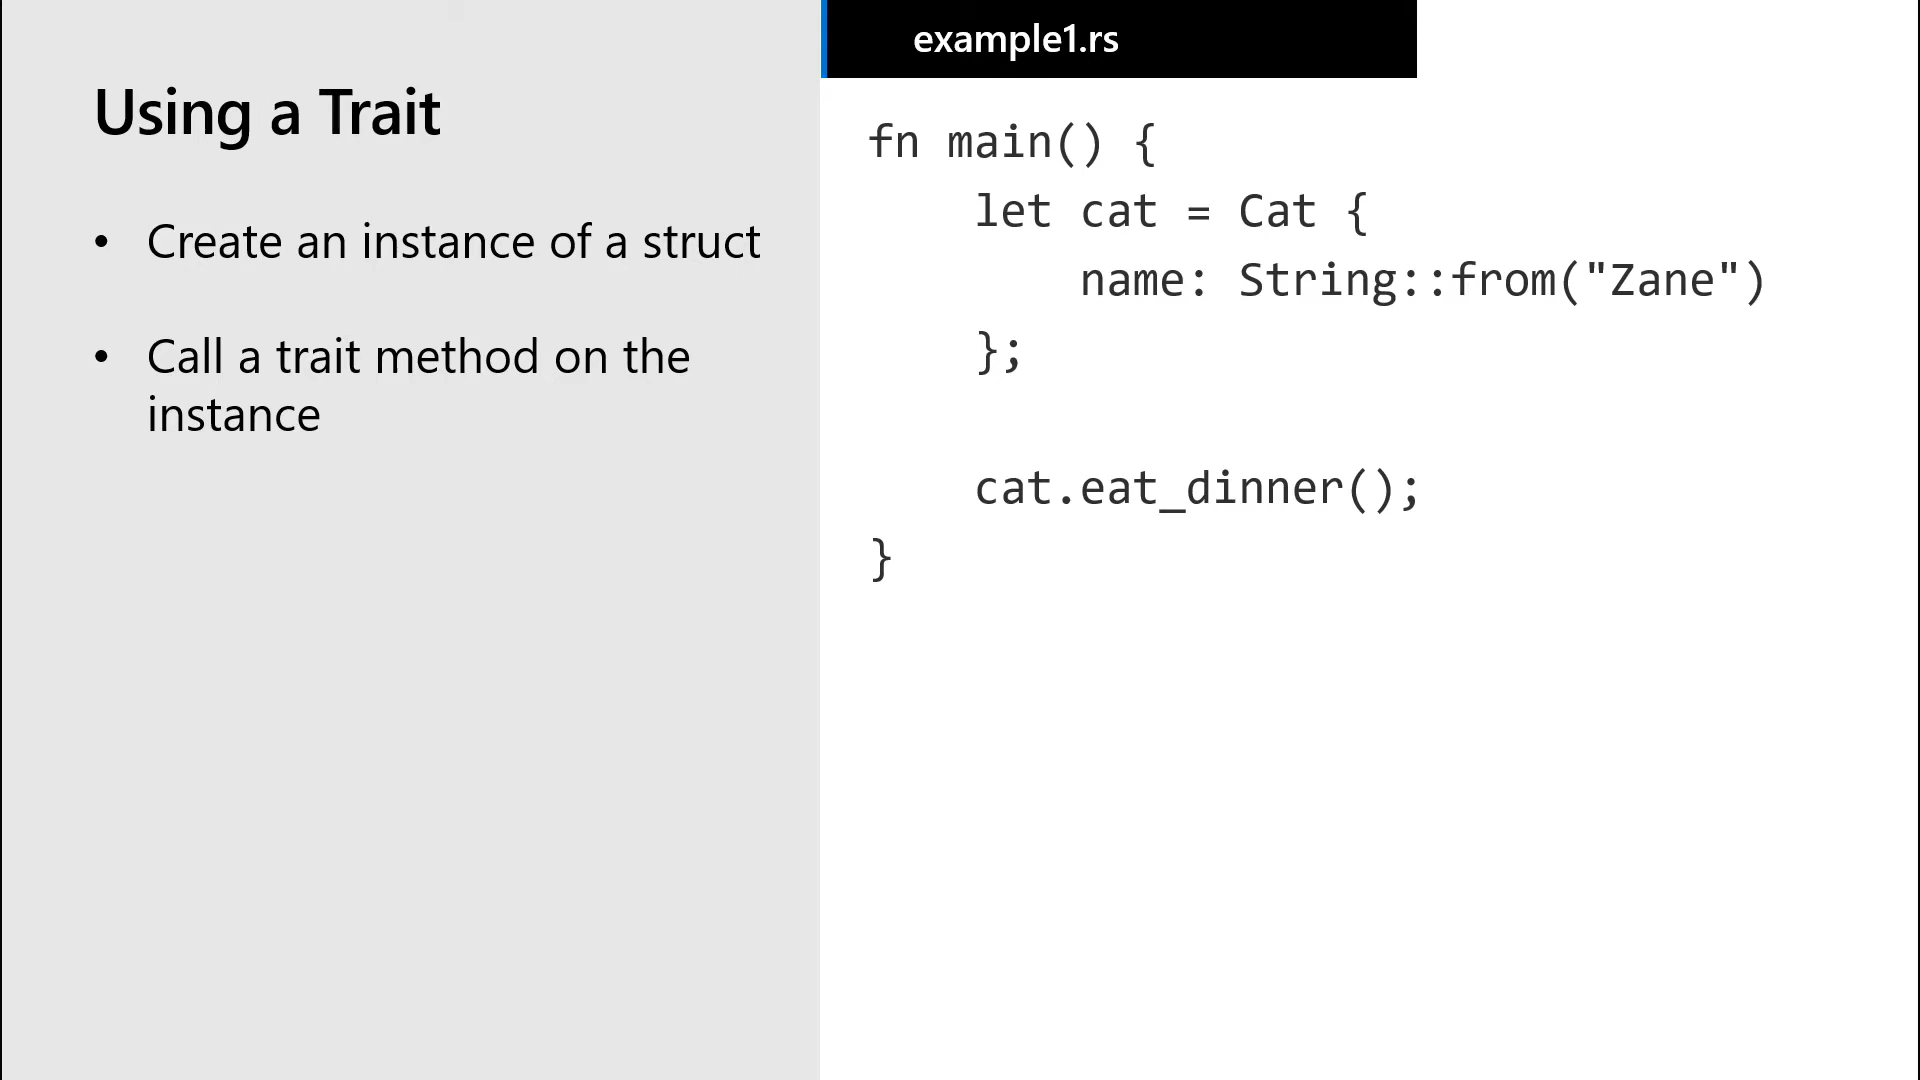 Using a Trait
• Create an instance of a struct
• Call a trait method on the
instance
example1.rs
fn main() {
    let cat = Cat {
        name: String::from("Zane")
    };
    cat.eat_dinner();
}